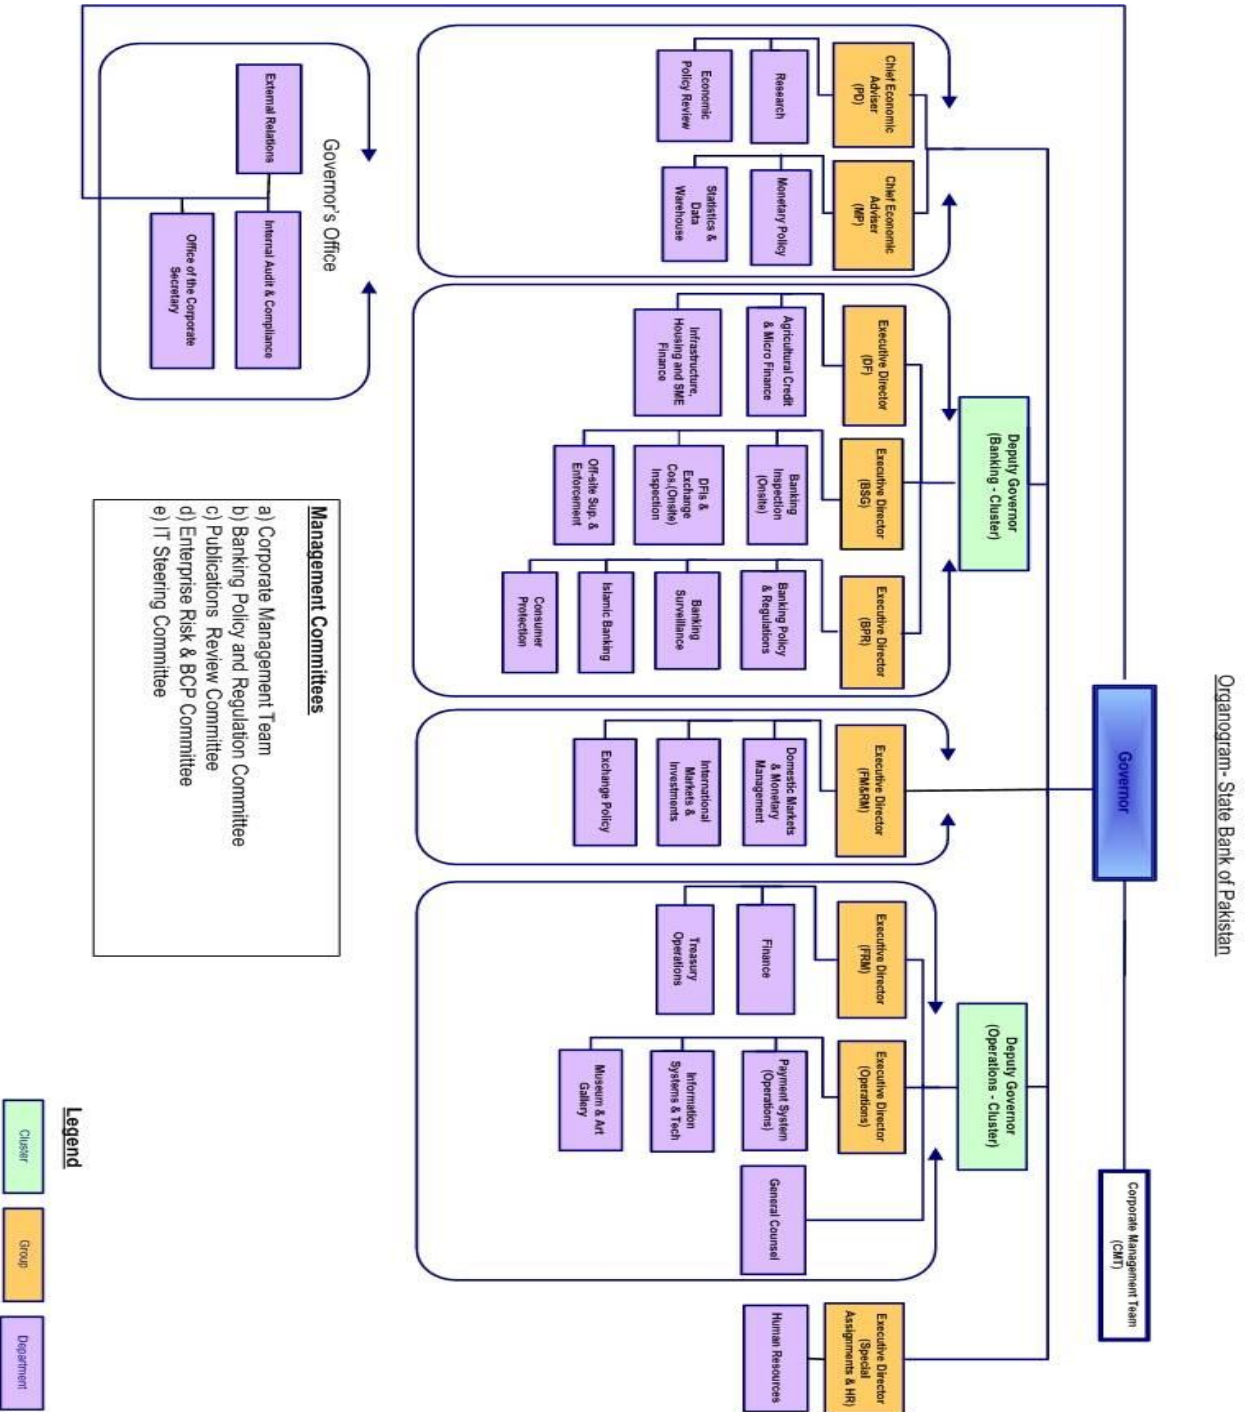 Organogram- State Bank of Pakistan
Governor
Corporate Management Team
(CMT)
Deputy Governor
(Banking - Cluster)
Deputy Governor
(Operations - Cluster)
Chief Economic
Adviser
(PD)
Chief Economic
Adviser
(MP)
Executive Director
(DF)
Executive Director
(BSG)
Executive Director
(BPR)
Executive Director
(FM&RM)
Executive Director
(FRM)
Executive Director
(Operations)
Executive Director
(Special
Assignments & HR)
Research
Economic
Policy Review
Monetary Policy
Statistics &
Data
Warehouse
Agricultural Credit
& Micro Finance
Infrastructure,
Housing and SME
Finance
Banking
Inspection
(Onsite)
DFIs &
Exchange
Cos.(Onsite)
Inspection
Off-site Sup. &
Enforcement
Banking Policy
& Regulations
Banking
Surveillance
Islamic Banking
Consumer
Protection
Domestic Markets
& Monetary
Management
International
Markets &
Investments
Exchange Policy
Finance
Treasury
Operations
Payment System
(Operations)
Information
Systems & Tech
Museum & Art
Gallery
General Counsel
Human Resources
Governor's Office
External Relations
Internal Audit & Compliance
Office of the Corporate
Secretary
Management Committees
a) Corporate Management Team
b) Banking Policy and Regulation Committee
c) Publications Review Committee
d) Enterprise Risk & BCP Committee
e) IT Steering Committee
Legend
Cluster
Group
Department